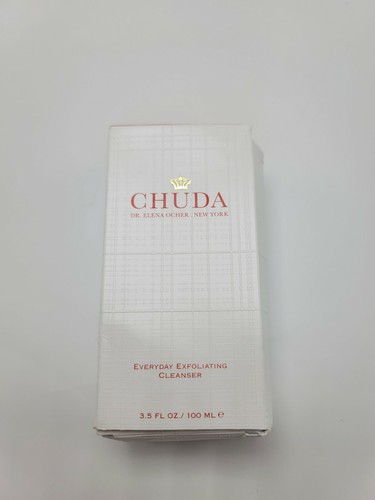 CHUDA
DR. ELENA OCHER . NEW YORK
EVERYDAY EXFOLIATING
CLEANSER
3.5 FL OZ./ 100 ML ℮